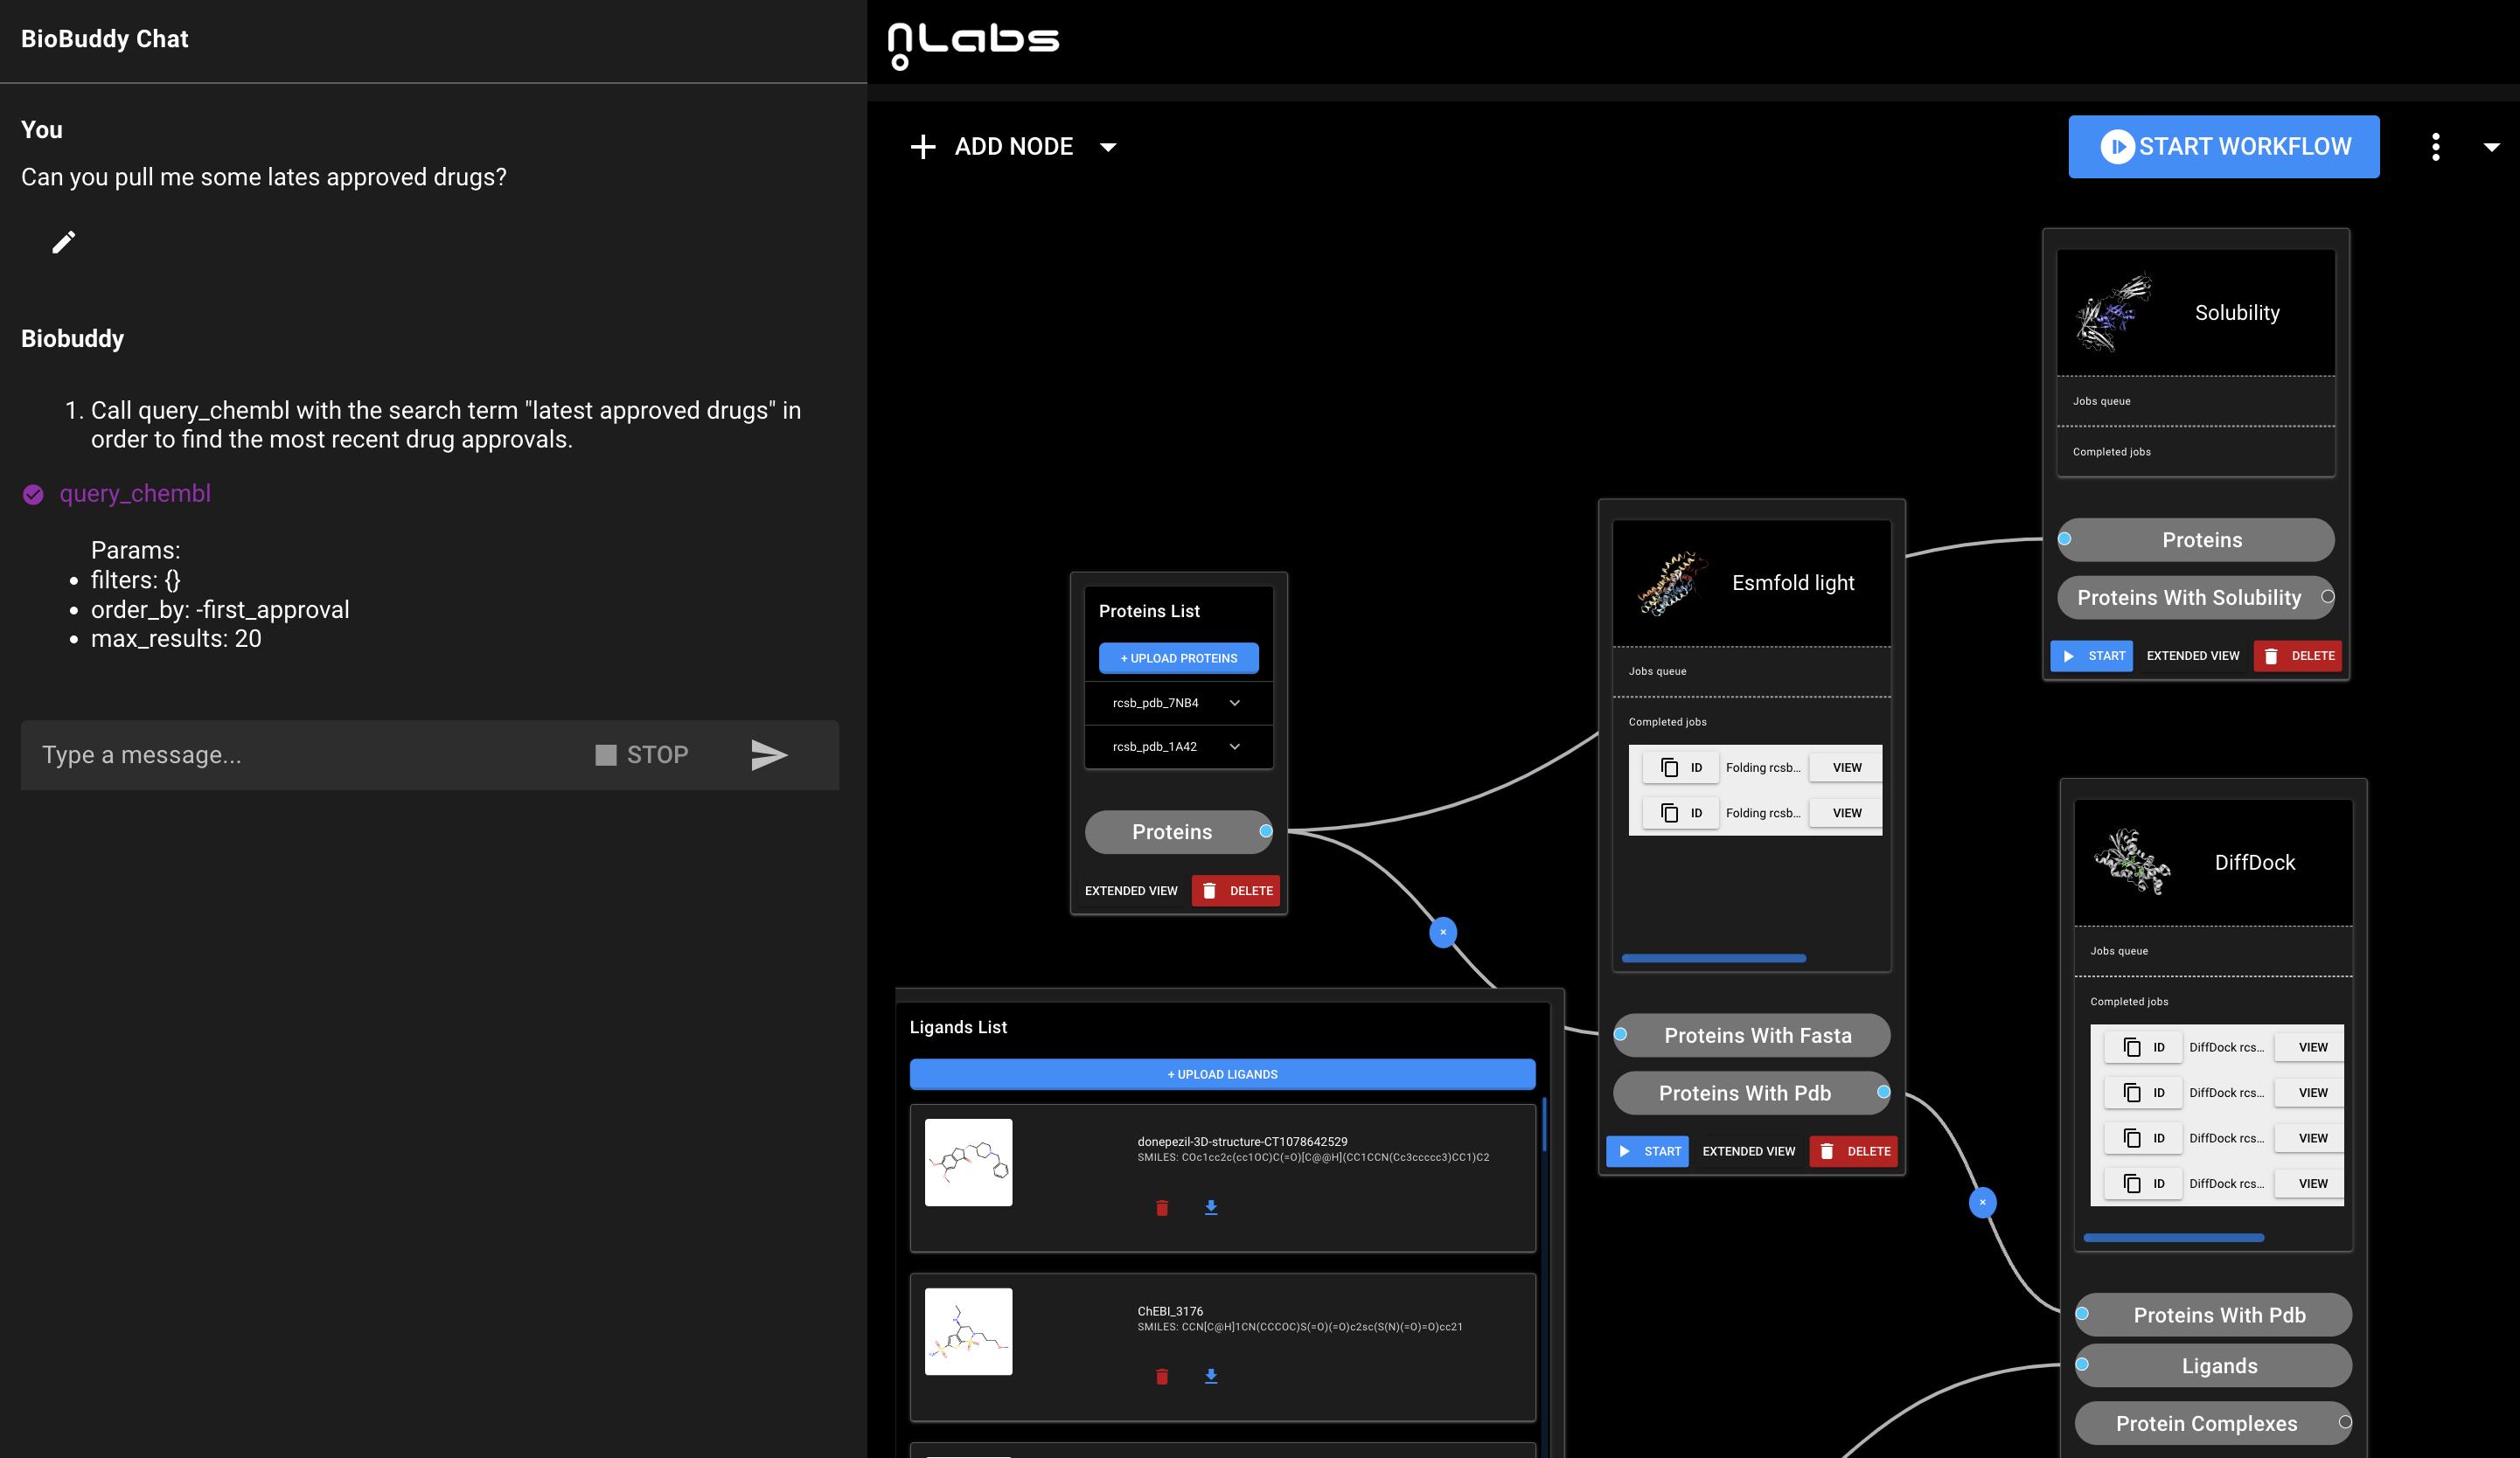 BioBuddy Chat
You
Can you pull me some lates approved drugs?
Biobuddy
1. Call query_chembl with the search term "latest approved drugs" in
order to find the most recent drug approvals.
query_chembl
Params:
• filters: {}
• order_by: -first_approval
• max_results: 20
Type a message...
STOP
nLabs
ADD NODE
START WORKFLOW
Solubility
Jobs queue
Completed jobs
Proteins
Proteins With Solubility
START
EXTENDED VIEW
DELETE
Esmfold light
Jobs queue
Completed jobs
ID Folding rcsb... VIEW
ID Folding rcsb... VIEW
Proteins With Fasta
Proteins With Pdb
START
EXTENDED VIEW
DELETE
Proteins List
+ UPLOAD PROTEINS
rcsb_pdb_7NB4
rcsb_pdb_1A42
Proteins
EXTENDED VIEW
DELETE
Ligands List
+ UPLOAD LIGANDS
donepezil-3D-structure-CT1078642529
SMILES: COc1cc2c(cc1OC)C(=O)[C@@H](CC1CCN(Cc3ccccc3)CC1)C2
ChEBI_3176
SMILES: CCN[C@H]1CN(CCCOC)S(=O)(=O)c2sc(S(N)(=O)=O)cc21
DiffDock
Jobs queue
Completed jobs
ID DiffDock rcs... VIEW
ID DiffDock rcs... VIEW
ID DiffDock rcs... VIEW
ID DiffDock rcs... VIEW
Proteins With Pdb
Ligands
Protein Complexes